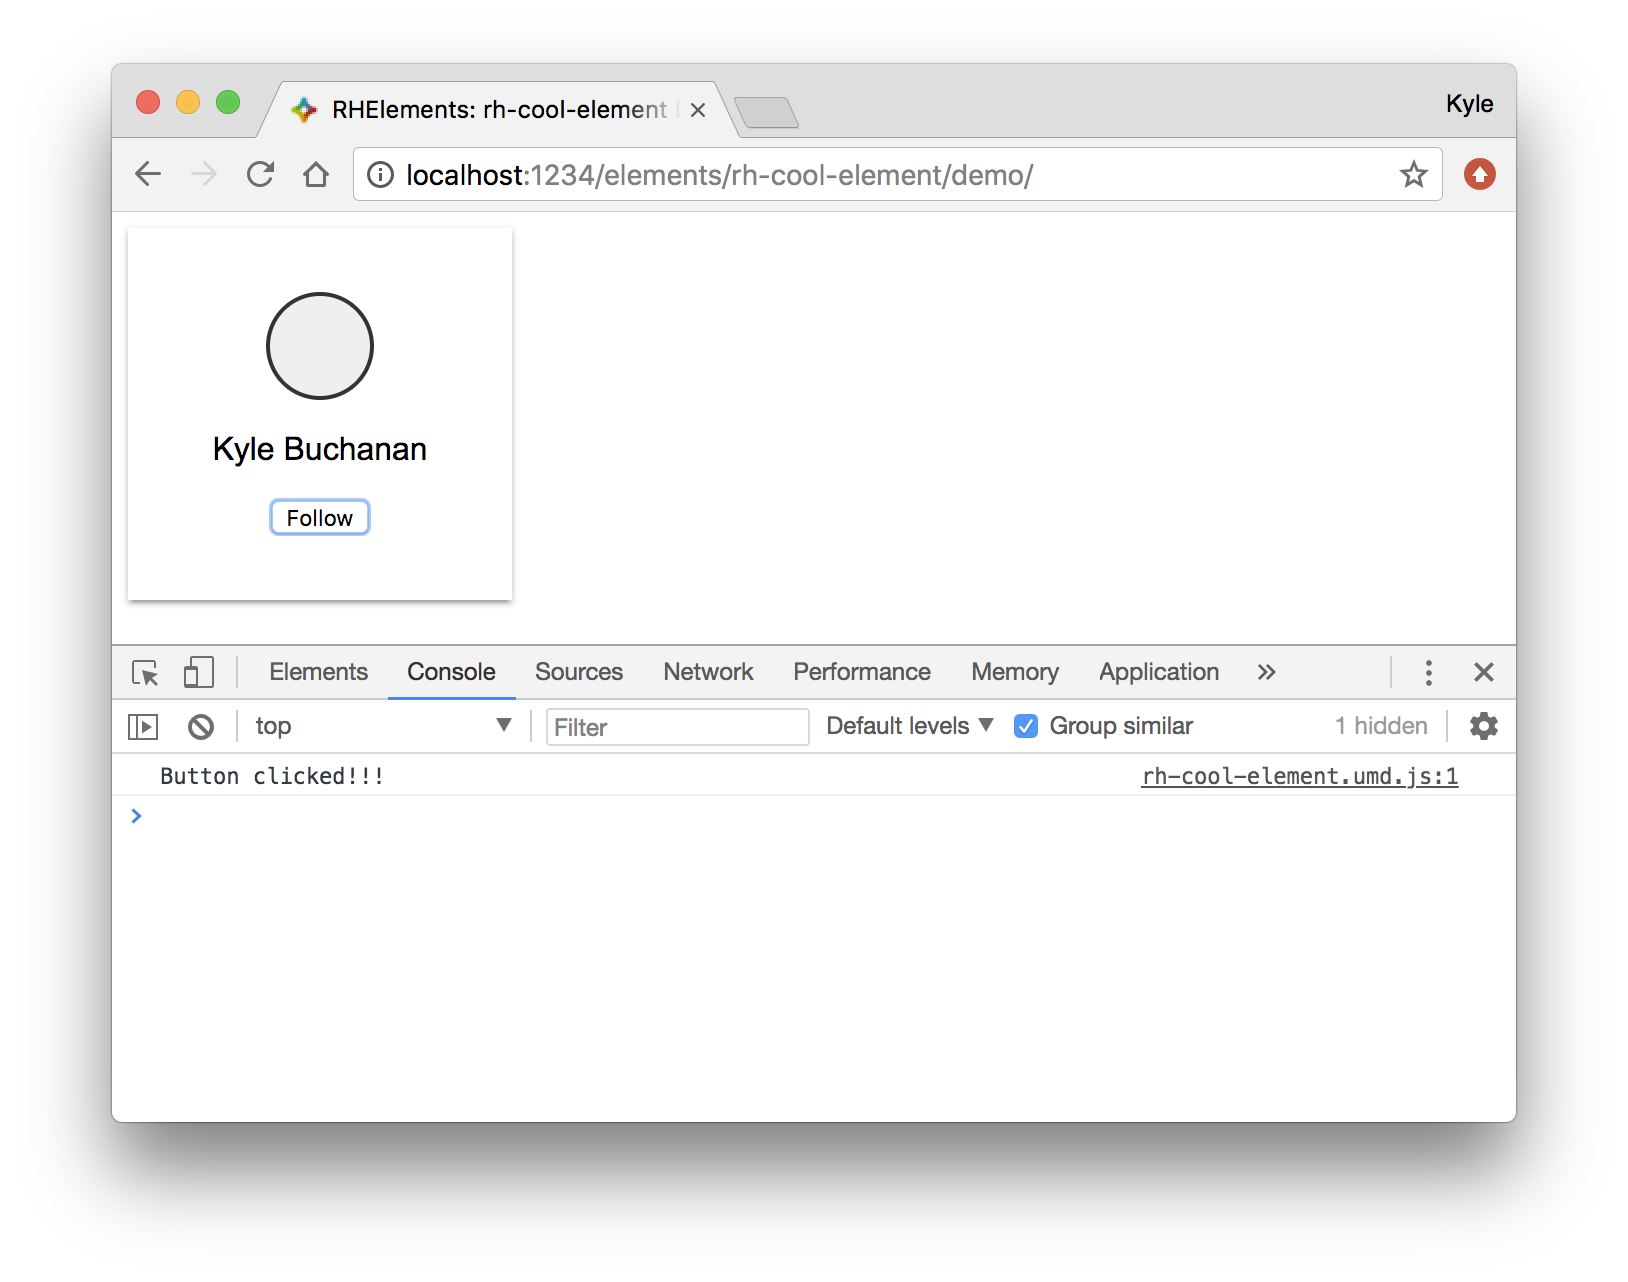 RHElements: rh-cool-element
Kyle
localhost:1234/elements/rh-cool-element/demo/
Kyle Buchanan
Follow
Elements Console Sources Network Performance Memory Application »
top Filter Default levels Group similar 1 hidden
Button clicked!!! rh-cool-element.umd.js:1